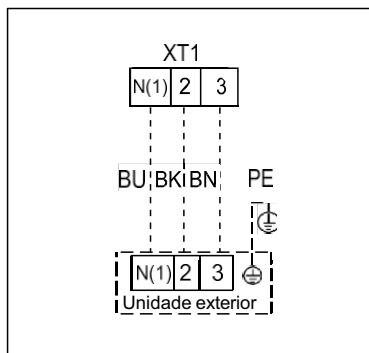 XT1
N(1) 2 3
BU BK BN PE
N(1) 2 3
Unidade exterior